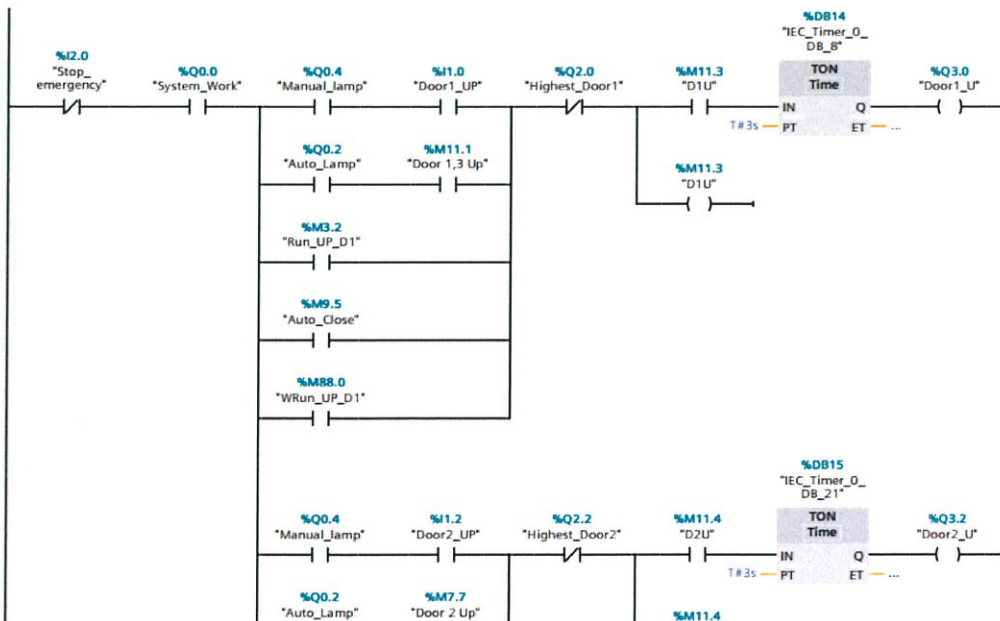 %DB14
"IEC_Timer_0_
DB_8"
%I2.0
"Stop_
emergency"
%Q0.0
"System_Work"
%Q0.4
"Manual_lamp"
%I1.0
"Door1_UP"
%Q2.0
"Highest_Door1"
%M11.3
"D1U"
TON
Time
%Q3.0
"Door1_U"
IN
Q
T#3s
PT
ET
...
%Q0.2
"Auto_Lamp"
%M11.1
"Door 1,3 Up"
%M11.3
"D1U"
%M3.2
"Run_UP_D1"
%M9.5
"Auto_Close"
%M88.0
"WRun_UP_D1"
%DB15
"IEC_Timer_0_
DB_21"
%Q0.4
"Manual_lamp"
%I1.2
"Door2_UP"
%Q2.2
"Highest_Door2"
%M11.4
"D2U"
TON
Time
%Q3.2
"Door2_U"
IN
Q
T#3s
PT
ET
...
%Q0.2
"Auto_Lamp"
%M7.7
"Door 2 Up"
%M11.4